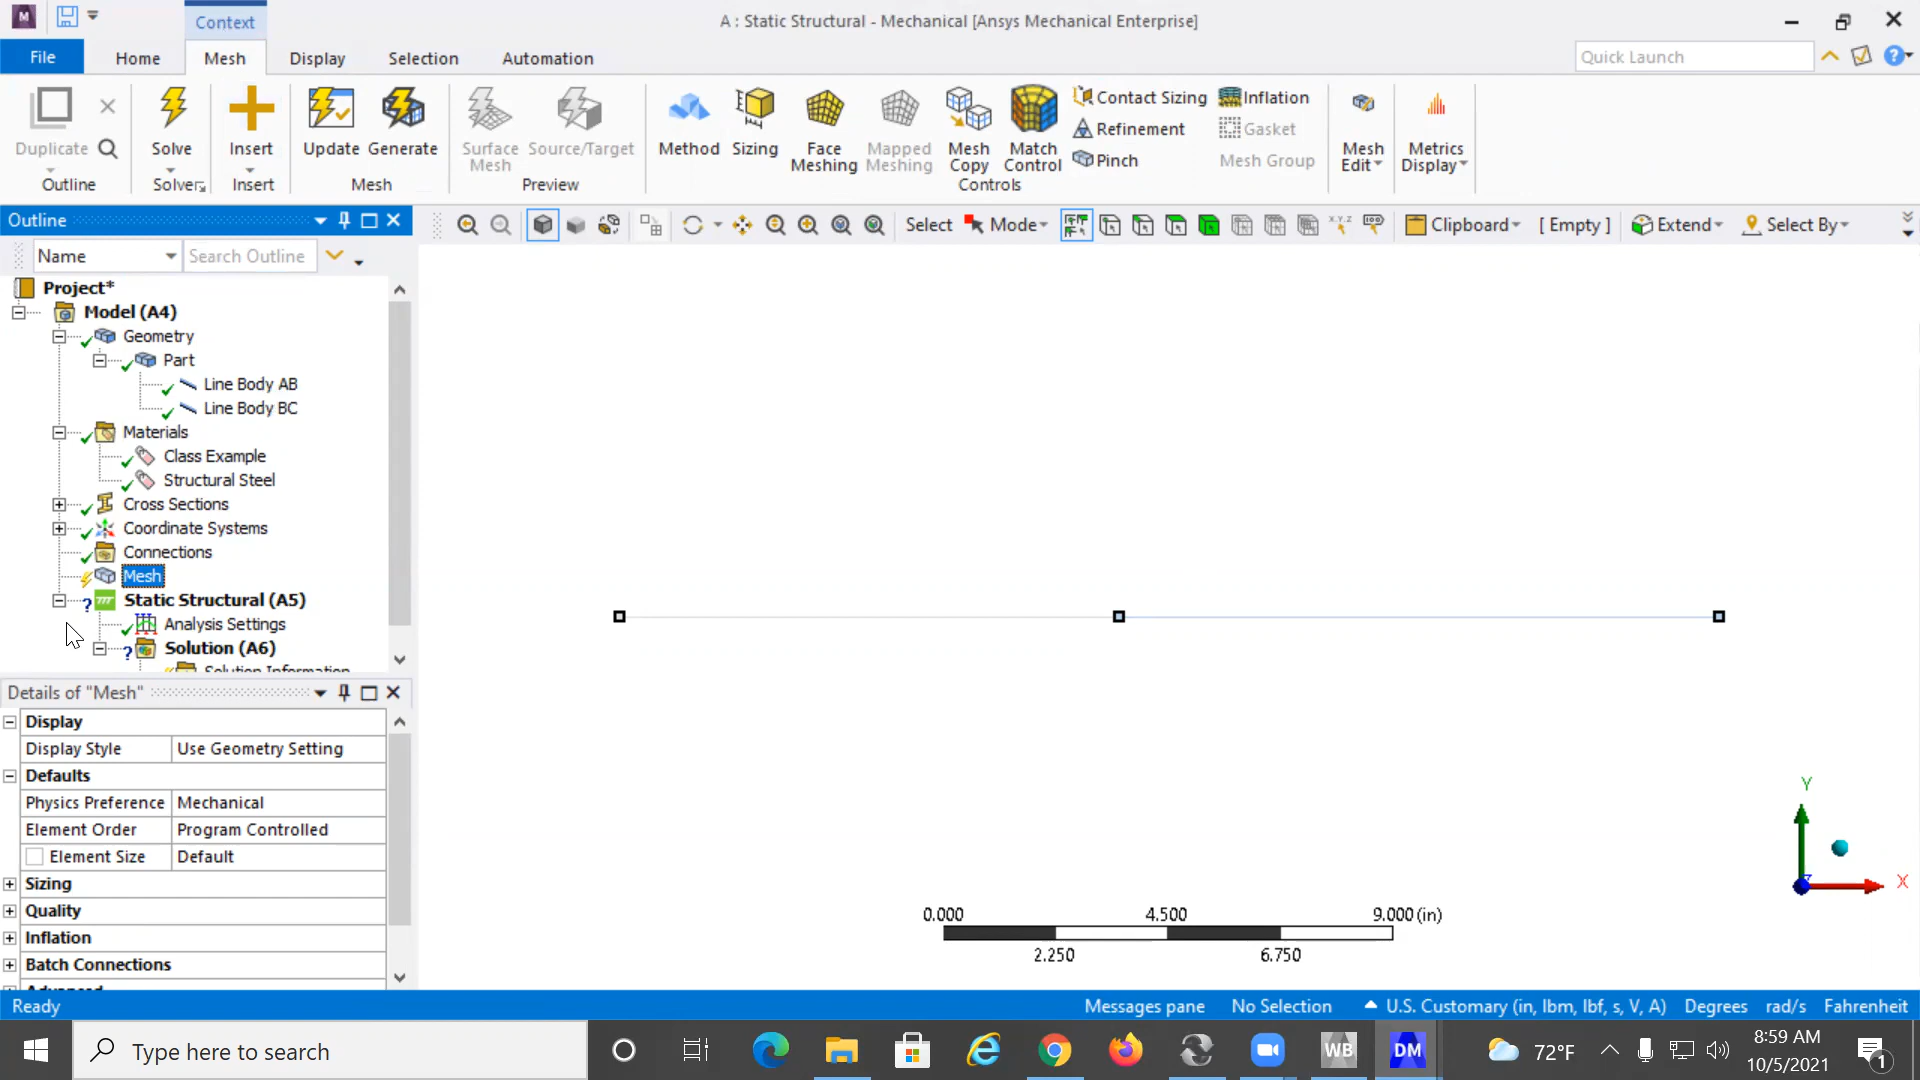 M
Context
A : Static Structural - Mechanical [Ansys Mechanical Enterprise]
File
Home
Mesh
Display
Selection
Automation
Quick Launch
Duplicate
Outline
Solve
Solver
Insert
Insert
Update
Generate
Mesh
Surface
Mesh
Source/Target
Preview
Method
Sizing
Face
Meshing
Mapped
Meshing
Mesh
Copy
Match
Control
Contact Sizing
Refinement
Pinch
Inflation
Gasket
Mesh Group
Controls
Mesh
Edit
Metrics
Display
Outline
Select
Mode
Clipboard
[ Empty ]
Extend
Select By
Name
Search Outline
Project*
Model (A4)
Geometry
Part
Line Body AB
Line Body BC
Materials
Class Example
Structural Steel
Cross Sections
Coordinate Systems
Connections
Mesh
Static Structural (A5)
Analysis Settings
Solution (A6)
Solution Information
Details of "Mesh"
Display
Display Style Use Geometry Setting
Defaults
Physics Preference Mechanical
Element Order Program Controlled
Element Size Default
Sizing
Quality
Inflation
Batch Connections
Advanced
Y
X
0.000 4.500 9.000 (in)
2.250 6.750
Ready
Messages pane
No Selection
U.S. Customary (in, lbm, lbf, s, V, A)
Degrees
rad/s
Fahrenheit
Type here to search
WB
DM
72°F
8:59 AM
10/5/2021
1